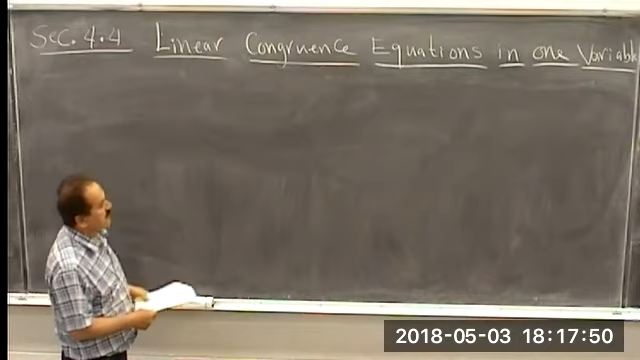 Sec. 4.4 Linear Congruence Equations in one Variable
2018-05-03 18:17:50